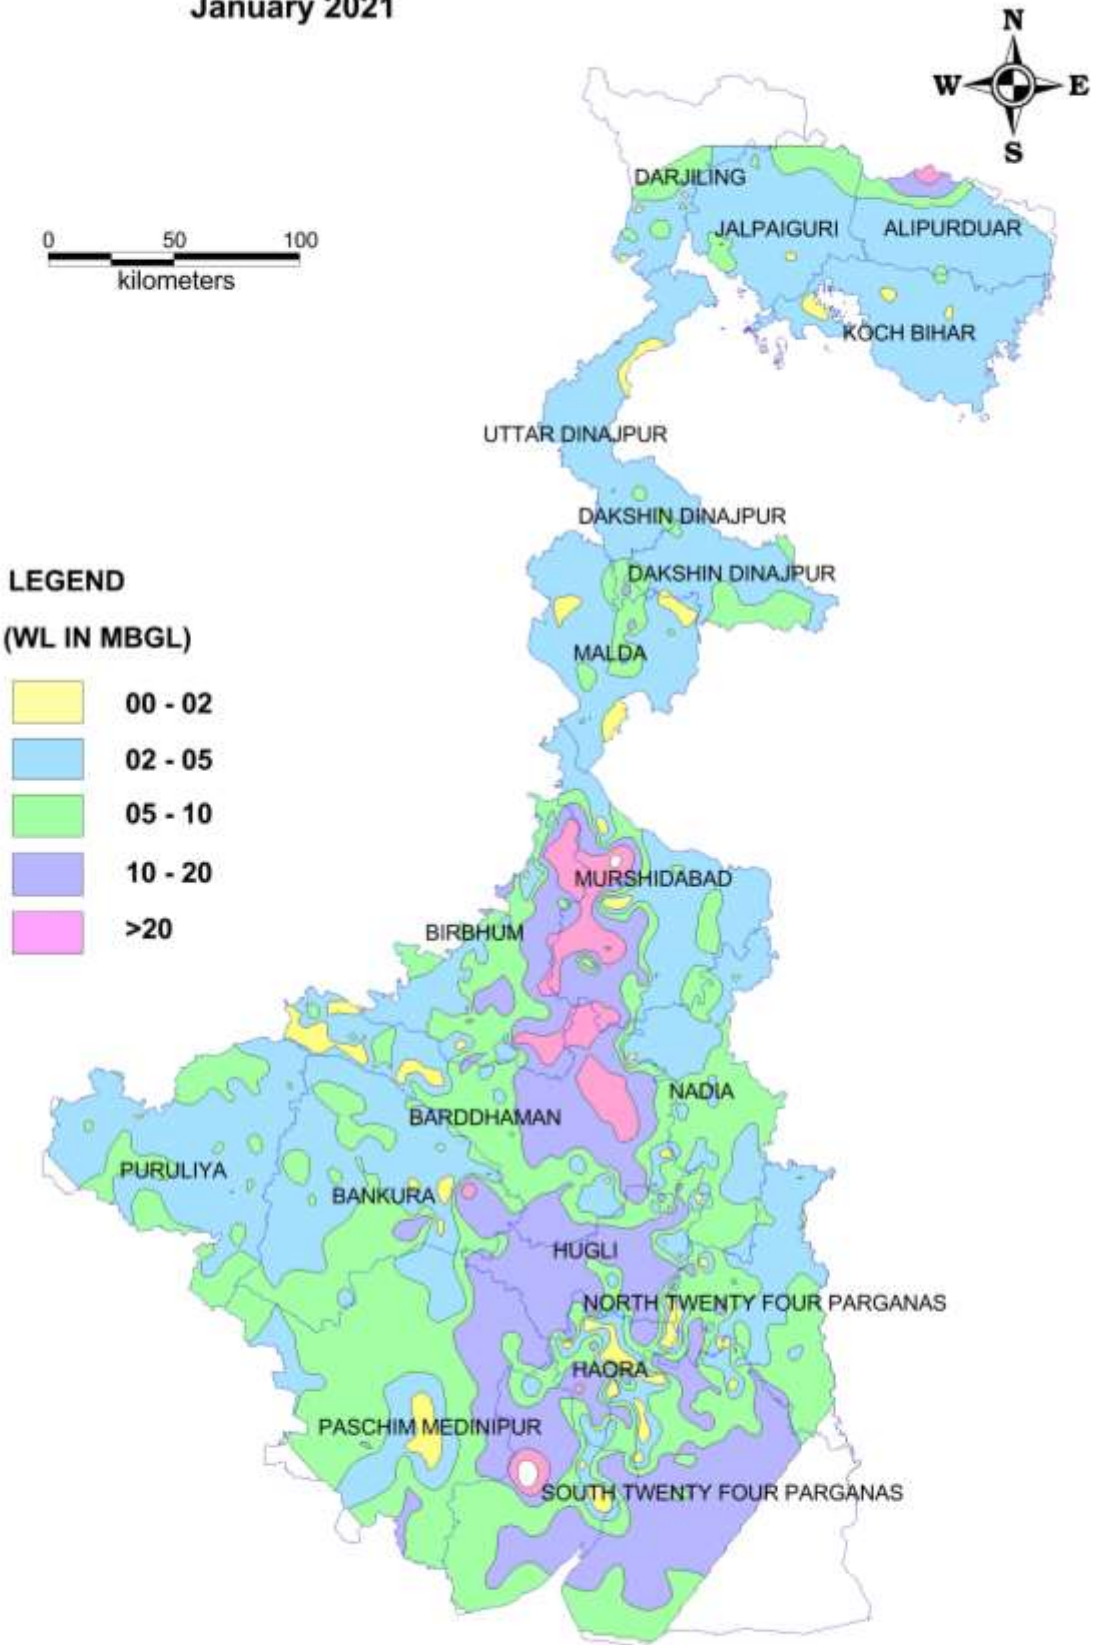 January 2021
N
W E
S
DARJILING
JALPAIGURI
ALIPURDUAR
0 50 100
kilometers
KOCH BIHAR
UTTAR DINAJPUR
DAKSHIN DINAJPUR
DAKSHIN DINAJPUR
LEGEND
(WL IN MBGL)
00 - 02
02 - 05
05 - 10
10 - 20
>20
MALDA
MURSHIDABAD
BIRBHUM
NADIA
BARDDHAMAN
PURULIYA
BANKURA
HUGLI
NORTH TWENTY FOUR PARGANAS
HAORA
PASCHIM MEDINIPUR
SOUTH TWENTY FOUR PARGANAS